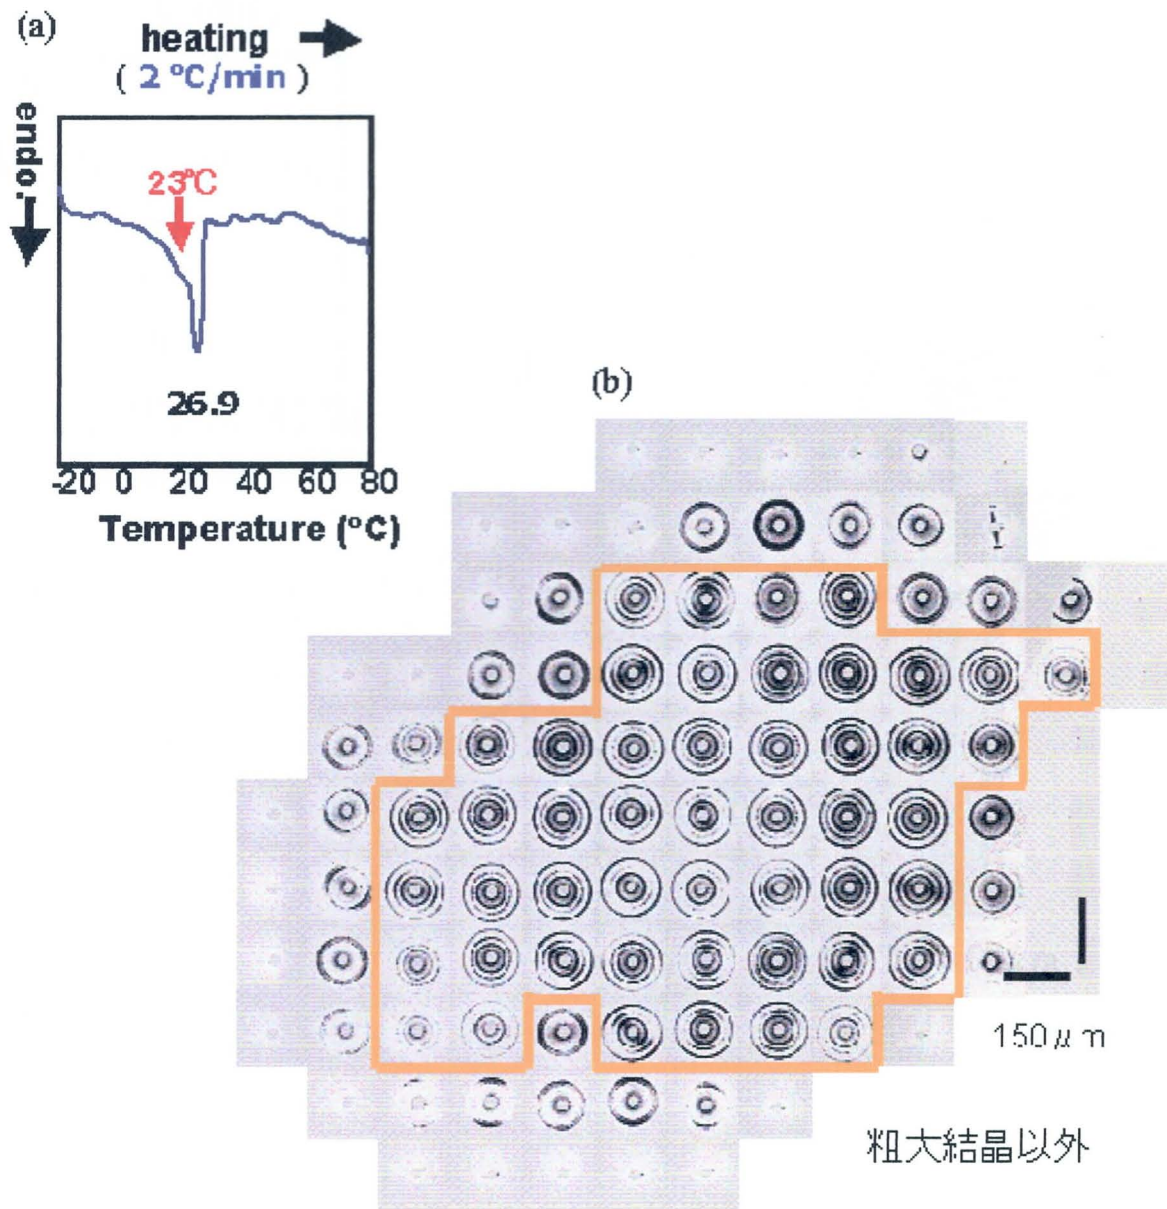 (a)
heating
( 2 °C/min )
endo.
23℃
26.9
-20 0 20 40 60 80
Temperature (°C)
(b)
150μm
粗大結晶以外